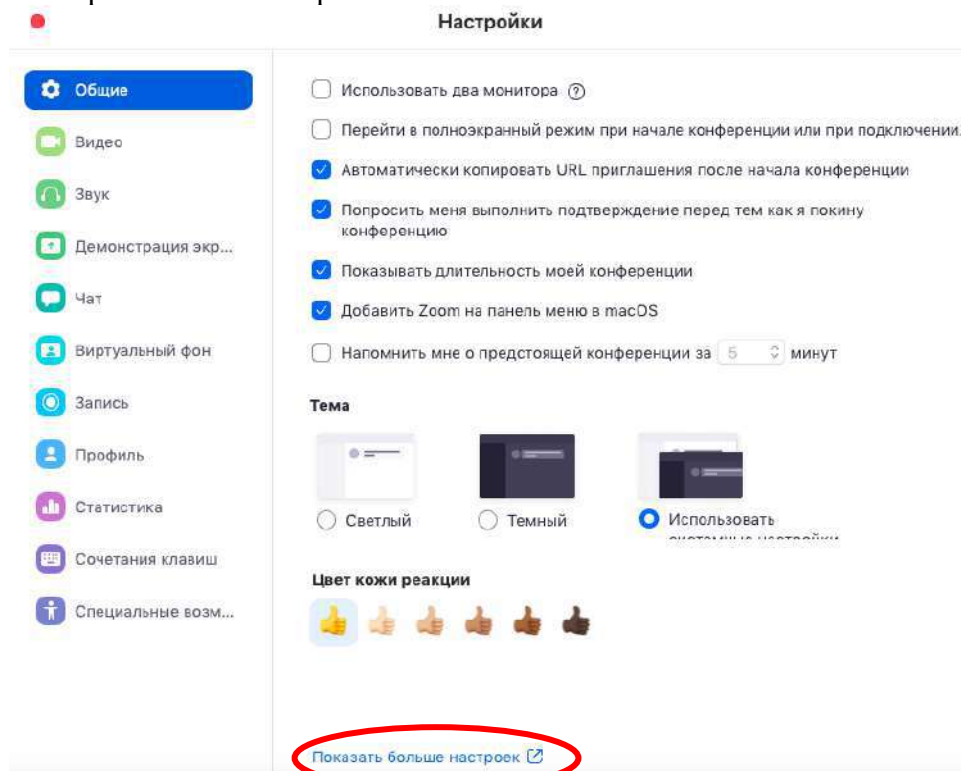 Настройки
Общие
Видео
Звук
Демонстрация экр...
Чат
Виртуальный фон
Запись
Профиль
Статистика
Сочетания клавиш
Специальные возм...
Использовать два монитора ?
Перейти в полноэкранный режим при начале конференции или при подключении.
Автоматически копировать URL приглашения после начала конференции
Попросить меня выполнить подтверждение перед тем как я покину
конференцию
Показывать длительность моей конференции
Добавить Zoom на панель меню в macOS
Напомнить мне о предстоящей конференции за 5 минут
Тема
Светлый
Темный
Использовать
системные настройки
Цвет кожи реакции
Показать больше настроек